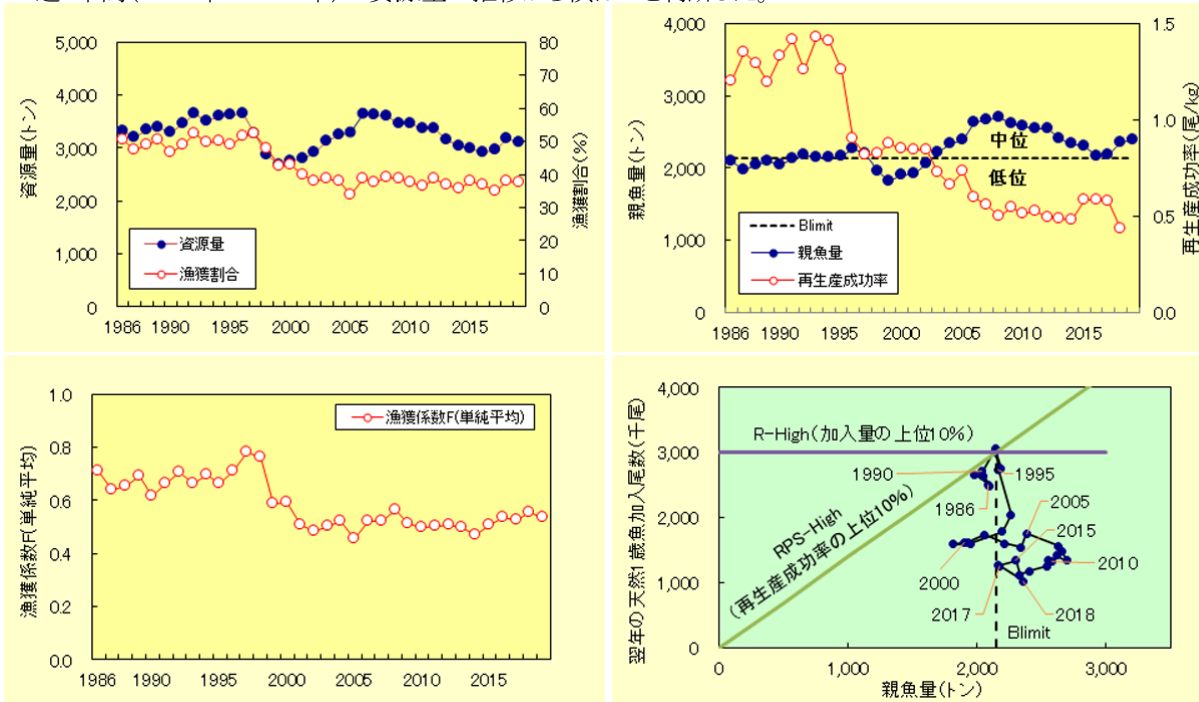 資源量(トン)
5,000
4,000
3,000
2,000
1,000
0
漁獲割合(%)
80
70
60
50
40
30
20
10
0
資源量
漁獲割合
1986 1990 1995 2000 2005 2010 2015
親魚量(トン)
4,000
3,000
2,000
1,000
0
再生産成功率(尾/kg)
1.5
1.0
0.5
0.0
中位
低位
Blimit
親魚量
再生産成功率
1986 1990 1995 2000 2005 2010 2015
漁獲係数F(単純平均)
1.0
0.8
0.6
0.4
0.2
0.0
漁獲係数F(単純平均)
1986 1990 1995 2000 2005 2010 2015
翌年の天然1歳魚加入尾数(千尾)
4,000
3,000
2,000
1,000
0
R-High(加入量の上位10%)
RPS-High
(再生産成功率の上位10%)
1990
1995
1986
2005
2015
2000
2010
2017
2018
Blimit
0 1,000 2,000 3,000
親魚量(トン)